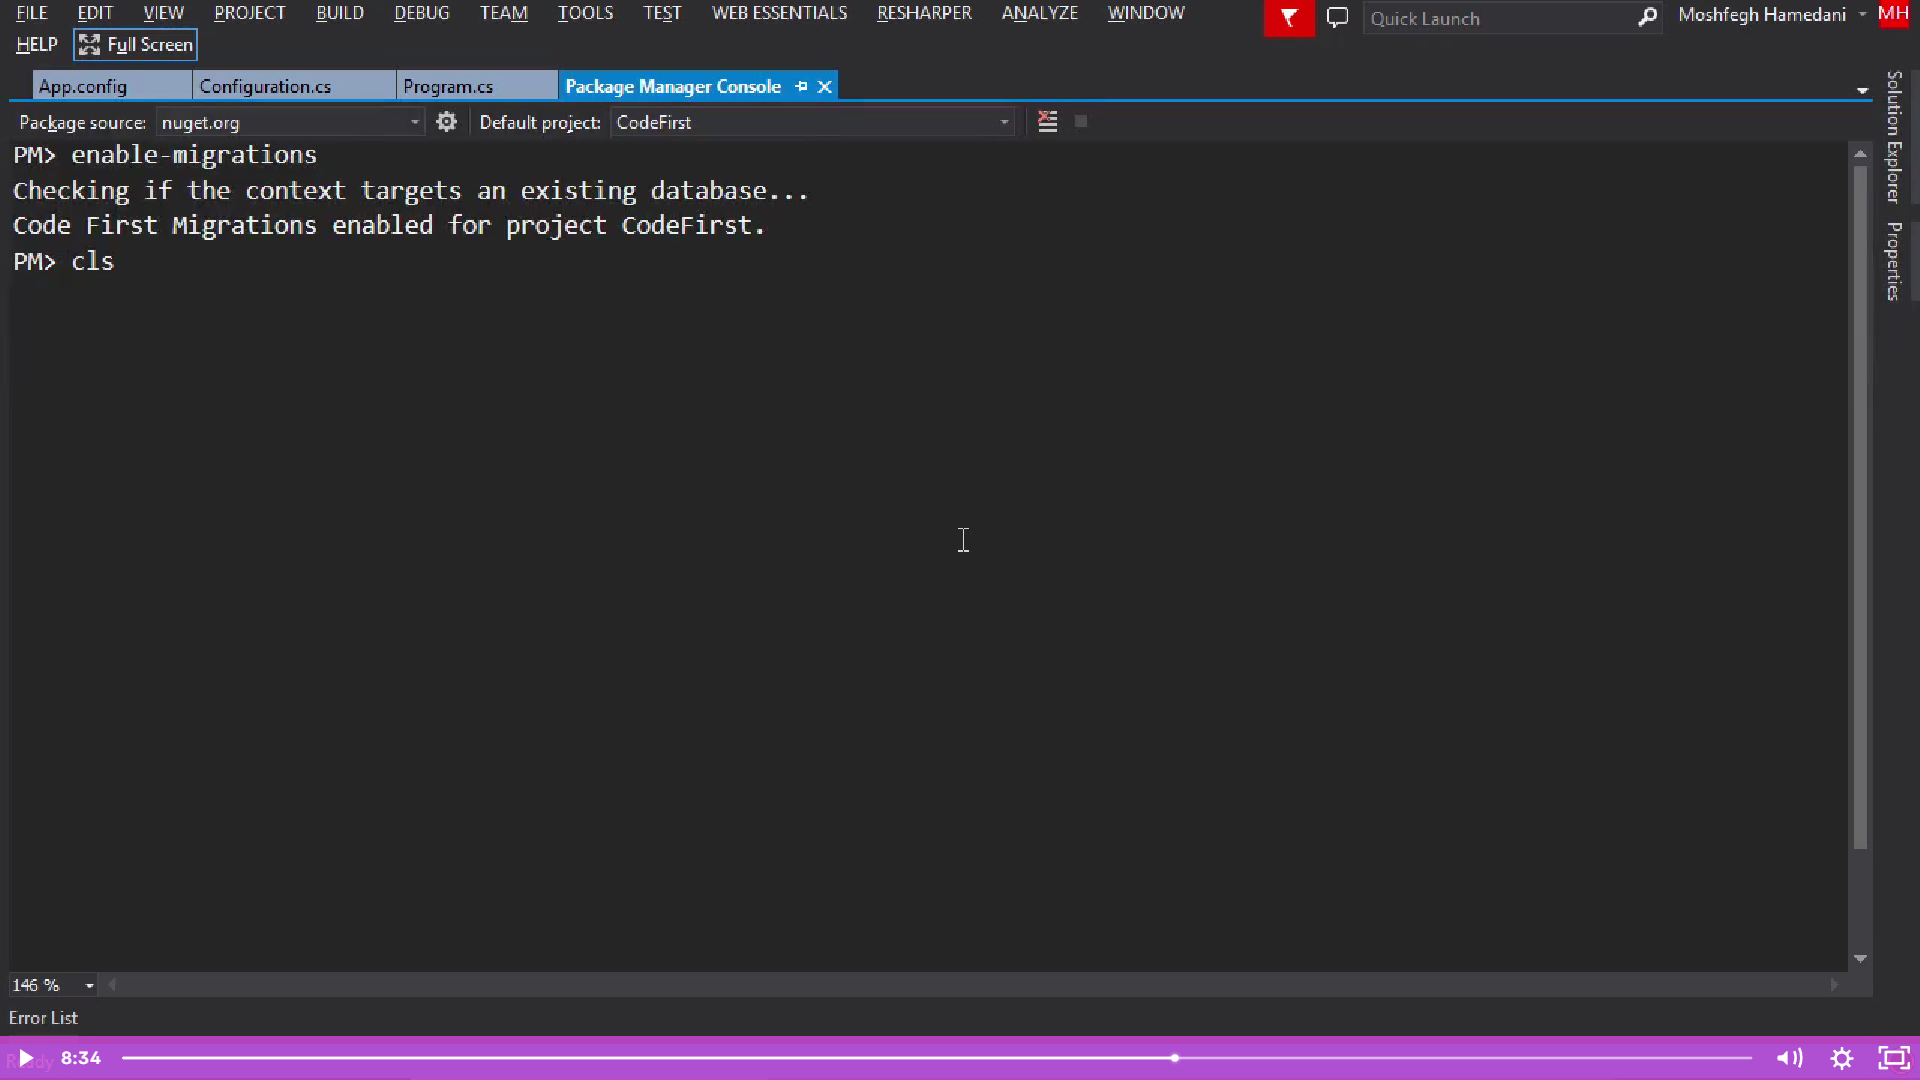 FILE EDIT VIEW PROJECT BUILD DEBUG TEAM TOOLS TEST WEB ESSENTIALS RESHARPER ANALYZE WINDOW Quick Launch Moshfegh Hamedani MH
HELP Full Screen
App.config Configuration.cs Program.cs Package Manager Console
Package source: nuget.org Default project: CodeFirst
PM> enable-migrations
Checking if the context targets an existing database...
Code First Migrations enabled for project CodeFirst.
PM> cls
Solution Explorer
Properties
146 %
Error List
Ready 8:34